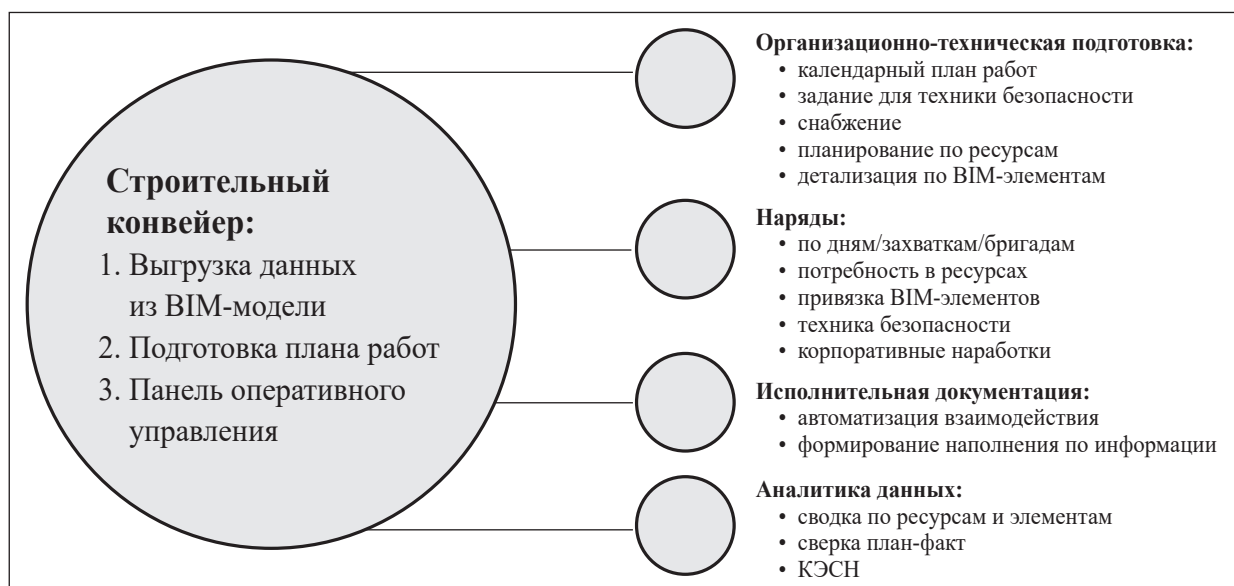 Строительный
конвейер:
1. Выгрузка данных
из BIM-модели
2. Подготовка плана работ
3. Панель оперативного
управления
Организационно-техническая подготовка:
• календарный план работ
• задание для техники безопасности
• снабжение
• планирование по ресурсам
• детализация по BIM-элементам
Наряды:
• по дням/захваткам/бригадам
• потребность в ресурсах
• привязка BIM-элементов
• техника безопасности
• корпоративные наработки
Исполнительная документация:
• автоматизация взаимодействия
• формирование наполнения по информации
Аналитика данных:
• сводка по ресурсам и элементам
• сверка план-факт
• КЭСН